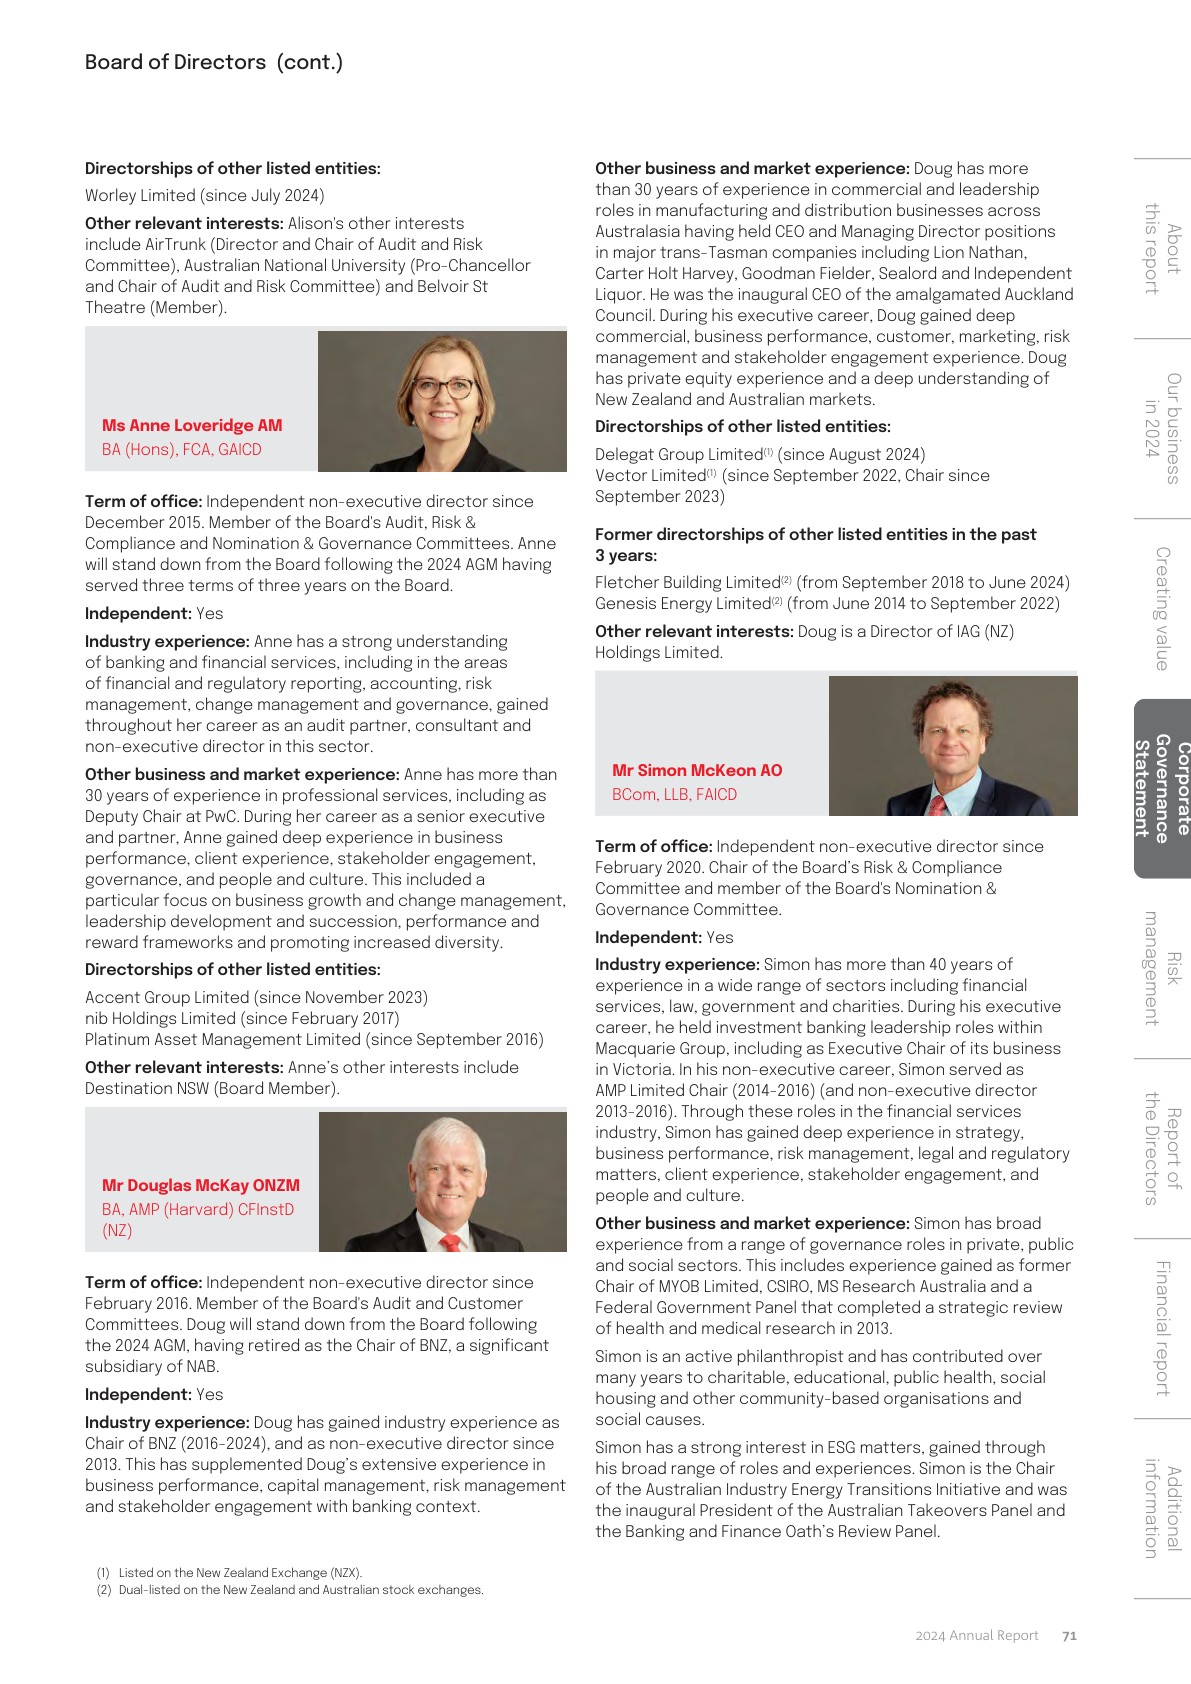 Board of Directors (cont.)
Directorships of other listed entities:
Worley Limited (since July 2024)
Other relevant interests: Alison's other interests
include AirTrunk (Director and Chair of Audit and Risk
Committee), Australian National University (Pro-Chancellor
and Chair of Audit and Risk Committee) and Belvoir St
Theatre (Member).
Ms Anne Loveridge AM
BA (Hons), FCA, GAICD
Term of office: Independent non-executive director since
December 2015. Member of the Board's Audit, Risk &
Compliance and Nomination & Governance Committees. Anne
will stand down from the Board following the 2024 AGM having
served three terms of three years on the Board.
Independent: Yes
Industry experience: Anne has a strong understanding
of banking and financial services, including in the areas
of financial and regulatory reporting, accounting, risk
management, change management and governance, gained
throughout her career as an audit partner, consultant and
non-executive director in this sector.
Other business and market experience: Anne has more than
30 years of experience in professional services, including as
Deputy Chair at PwC. During her career as a senior executive
and partner, Anne gained deep experience in business
performance, client experience, stakeholder engagement,
governance, and people and culture. This included a
particular focus on business growth and change management,
leadership development and succession, performance and
reward frameworks and promoting increased diversity.
Directorships of other listed entities:
Accent Group Limited (since November 2023)
nib Holdings Limited (since February 2017)
Platinum Asset Management Limited (since September 2016)
Other relevant interests: Anne's other interests include
Destination NSW (Board Member).
Mr Douglas McKay ONZM
BA, AMP (Harvard) CFInstD
(NZ)
Term of office: Independent non-executive director since
February 2016. Member of the Board's Audit and Customer
Committees. Doug will stand down from the Board following
the 2024 AGM, having retired as the Chair of BNZ, a significant
subsidiary of NAB.
Independent: Yes
Industry experience: Doug has gained industry experience as
Chair of BNZ (2016-2024), and as non-executive director since
2013. This has supplemented Doug's extensive experience in
business performance, capital management, risk management
and stakeholder engagement with banking context.
Other business and market experience: Doug has more
than 30 years of experience in commercial and leadership
roles in manufacturing and distribution businesses across
Australasia having held CEO and Managing Director positions
in major trans-Tasman companies including Lion Nathan,
Carter Holt Harvey, Goodman Fielder, Sealord and Independent
Liquor. He was the inaugural CEO of the amalgamated Auckland
Council. During his executive career, Doug gained deep
commercial, business performance, customer, marketing, risk
management and stakeholder engagement experience. Doug
has private equity experience and a deep understanding of
New Zealand and Australian markets.
Directorships of other listed entities:
Delegat Group Limited(1) (since August 2024)
Vector Limited(1) (since September 2022, Chair since
September 2023)
Former directorships of other listed entities in the past
3 years:
Fletcher Building Limited(2) (from September 2018 to June 2024)
Genesis Energy Limited(2) (from June 2014 to September 2022)
Other relevant interests: Doug is a Director of IAG (NZ)
Holdings Limited.
Mr Simon McKeon AO
BCom, LLB, FAICD
Term of office: Independent non-executive director since
February 2020. Chair of the Board's Risk & Compliance
Committee and member of the Board's Nomination &
Governance Committee.
Independent: Yes
Industry experience: Simon has more than 40 years of
experience in a wide range of sectors including financial
services, law, government and charities. During his executive
career, he held investment banking leadership roles within
Macquarie Group, including as Executive Chair of its business
in Victoria. In his non-executive career, Simon served as
AMP Limited Chair (2014-2016) (and non-executive director
2013-2016). Through these roles in the financial services
industry, Simon has gained deep experience in strategy,
business performance, risk management, legal and regulatory
matters, client experience, stakeholder engagement, and
people and culture.
Other business and market experience: Simon has broad
experience from a range of governance roles in private, public
and social sectors. This includes experience gained as former
Chair of MYOB Limited, CSIRO, MS Research Australia and a
Federal Government Panel that completed a strategic review
of health and medical research in 2013.
Simon is an active philanthropist and has contributed over
many years to charitable, educational, public health, social
housing and other community-based organisations and
social causes.
Simon has a strong interest in ESG matters, gained through
his broad range of roles and experiences. Simon is the Chair
of the Australian Industry Energy Transitions Initiative and was
the inaugural President of the Australian Takeovers Panel and
the Banking and Finance Oath's Review Panel.
(1) Listed on the New Zealand Exchange (NZX).
(2) Dual-listed on the New Zealand and Australian stock exchanges.
2024 Annual Report 71
About
this report
Our business
in 2024
Creating value
Corporate
Governance
Statement
Risk
management
Report of
the Directors
Financial report
Additional
information